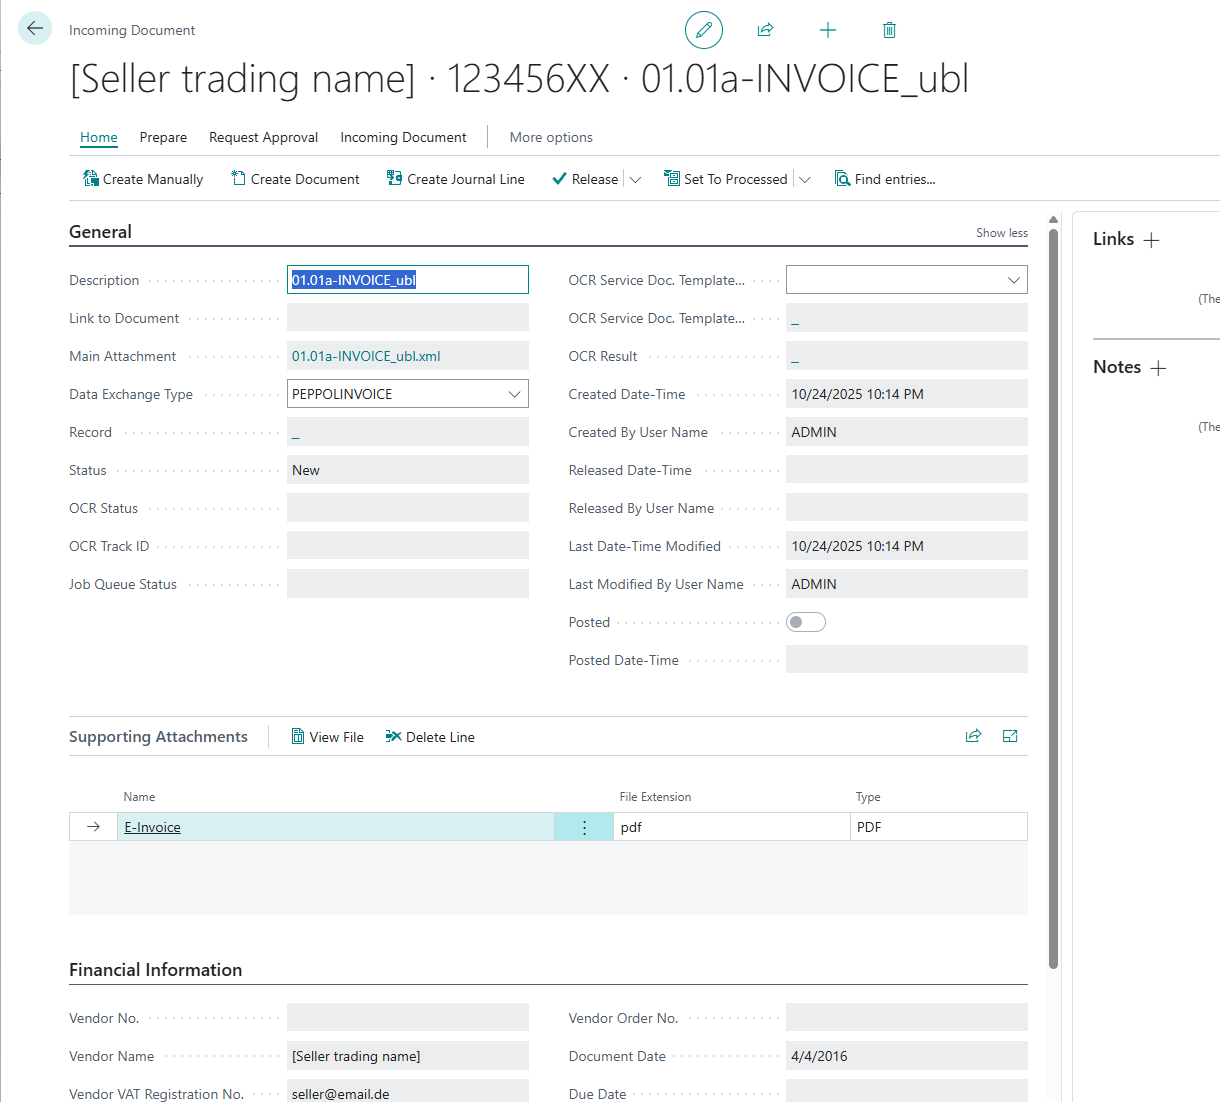 Incoming Document
[Seller trading name] · 123456XX · 01.01a-INVOICE_ubl
Home Prepare Request Approval Incoming Document More options
Create Manually Create Document Create Journal Line Release Set To Processed Find entries...
General Show less
Description 01.01a-INVOICE_ubl
Link to Document
Main Attachment 01.01a-INVOICE_ubl.xml
Data Exchange Type PEPPOLINVOICE
Record _
Status New
OCR Status
OCR Track ID
Job Queue Status
OCR Service Doc. Template...
OCR Service Doc. Template... _
OCR Result _
Created Date-Time 10/24/2025 10:14 PM
Created By User Name ADMIN
Released Date-Time
Released By User Name
Last Date-Time Modified 10/24/2025 10:14 PM
Last Modified By User Name ADMIN
Posted
Posted Date-Time
Links
(The
Notes
(The
Supporting Attachments View File Delete Line
Name File Extension Type
E-Invoice pdf PDF
Financial Information
Vendor No.
Vendor Name [Seller trading name]
Vendor VAT Registration No. seller@email.de
Vendor Order No.
Document Date 4/4/2016
Due Date